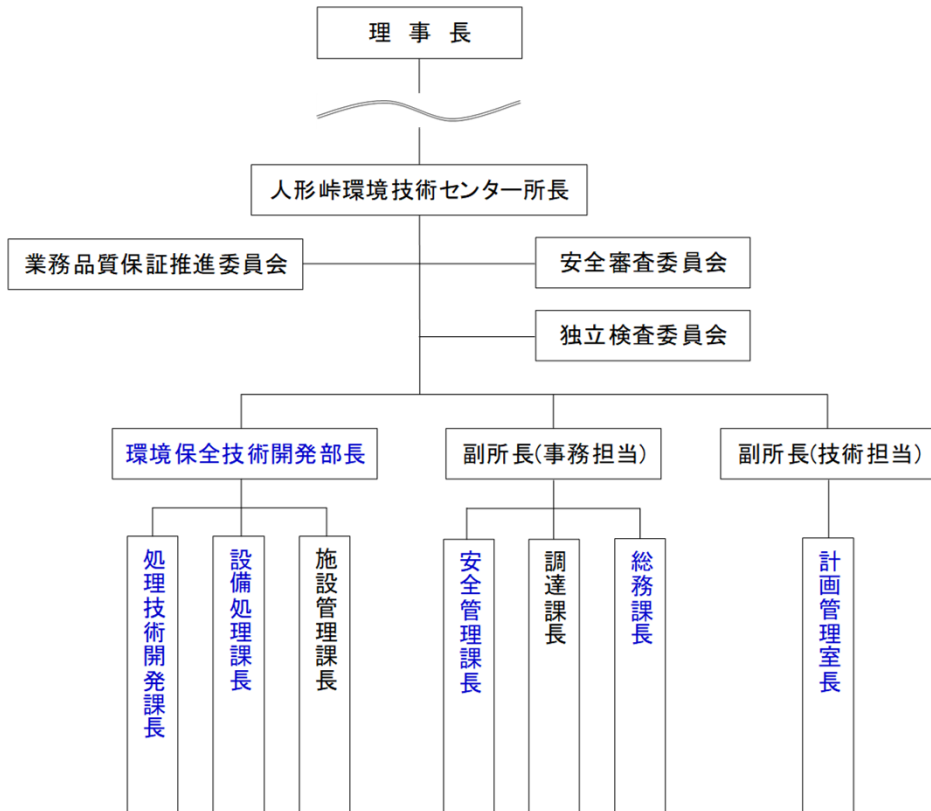 理事長
人形峠環境技術センター所長
業務品質保証推進委員会
安全審査委員会
独立検査委員会
環境保全技術開発部長
副所長(事務担当)
副所長(技術担当)
処理技術開発課長
設備処理課長
施設管理課長
安全管理課長
調達課長
総務課長
計画管理室長